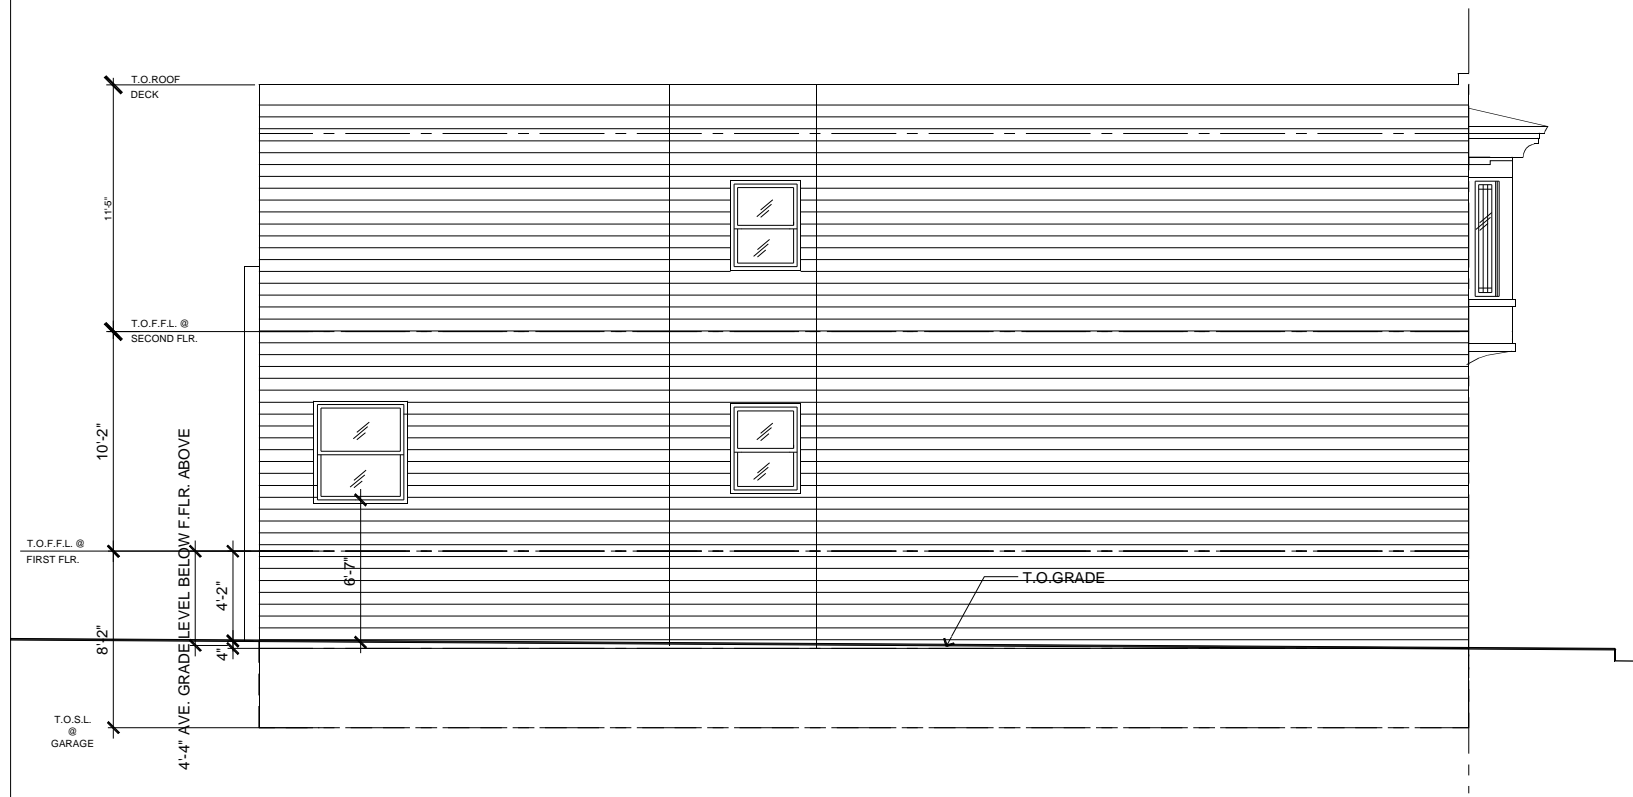 T.O.ROOF
DECK
11'-5"
T.O.F.F.L. @
SECOND FLR.
10'-2"
4'-4" AVE. GRADE LEVEL BELOW F.FLR. ABOVE
T.O.F.F.L. @
FIRST FLR.
6'-7"
4'-2"
T.O.GRADE
8'-2"
4"
T.O.S.L.
@
GARAGE